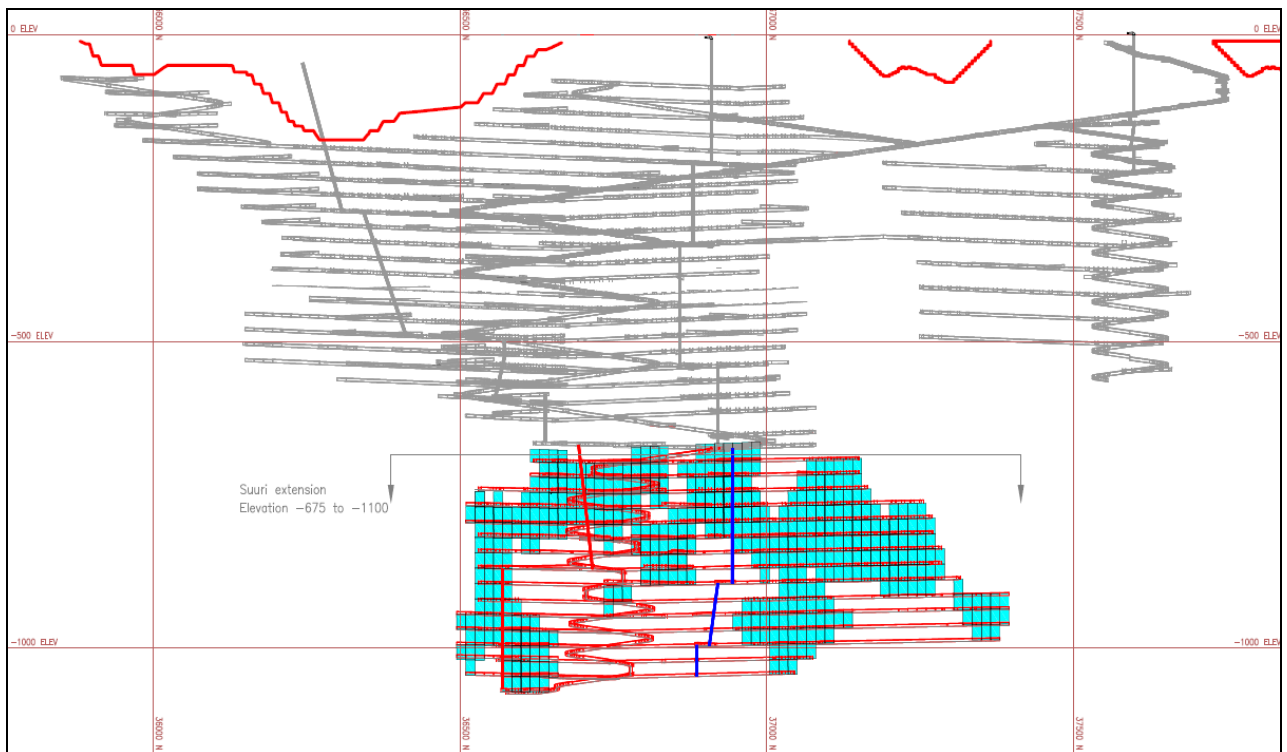 36000 N
36500 N
37000 N
37500 N
0 ELEV
0 ELEV
-500 ELEV
-500 ELEV
Suuri extension
Elevation -675 to -1100
-1000 ELEV
-1000 ELEV
36000 N
36500 N
37000 N
37500 N